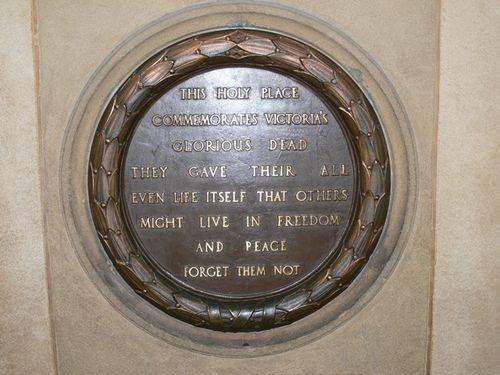 THIS HOLY PLACE
COMMEMORATES VICTORIA'S
GLORIOUS DEAD
THEY GAVE THEIR ALL
EVEN LIFE ITSELF THAT OTHERS
MIGHT LIVE IN FREEDOM
AND PEACE
FORGET THEM NOT